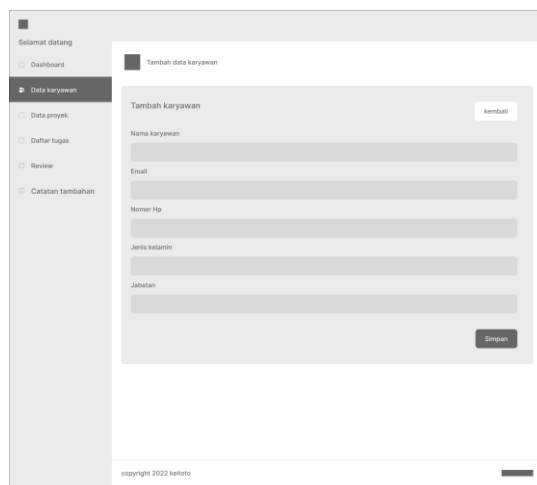 Selamat datang
Dashboard
Data karyawan
Data proyek
Daftar tugas
Review
Catatan tambahan
Tambah data karyawan
Tambah karyawan
kembali
Nama karyawan
Email
Nomer Hp
Jenis kelamin
Jabatan
Simpan
copyright 2022 keitoto